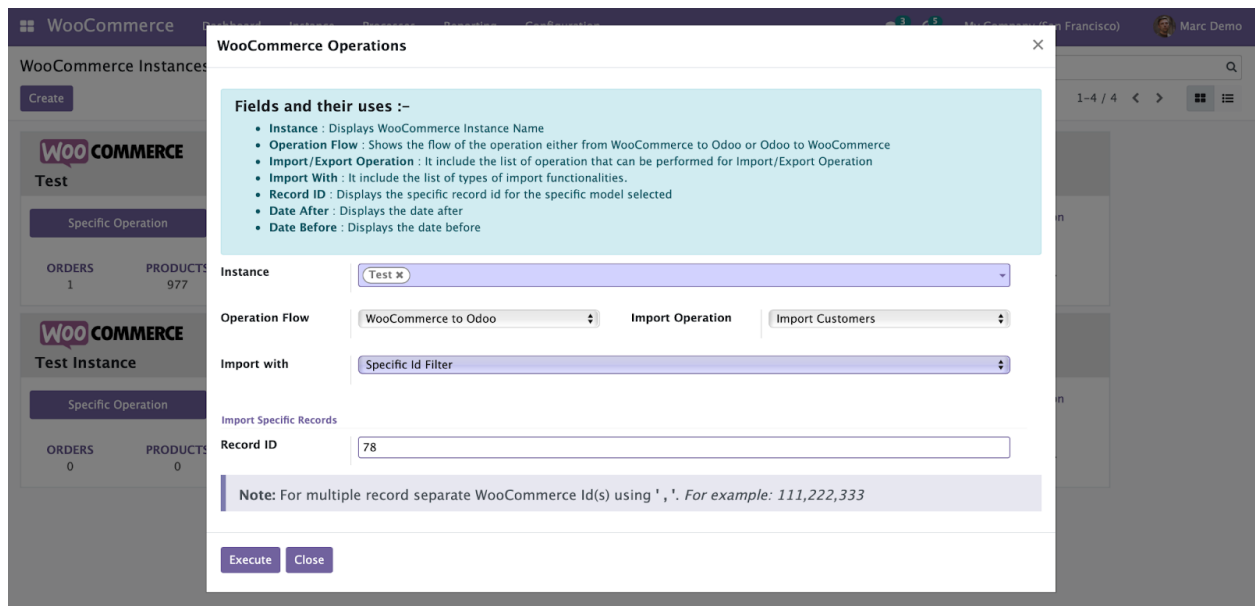 WooCommerce
Marc Demo
WooCommerce Operations
×
WooCommerce Instances
Create
1-4 / 4
Fields and their uses :-
• Instance : Displays WooCommerce Instance Name
• Operation Flow : Shows the flow of the operation either from WooCommerce to Odoo or Odoo to WooCommerce
• Import/Export Operation : It include the list of operation that can be performed for Import/Export Operation
• Import With : It include the list of types of import functionalities.
• Record ID : Displays the specific record id for the specific model selected
• Date After : Displays the date after
• Date Before : Displays the date before
WOO COMMERCE
Test
Specific Operation
ORDERS PRODUCTS
1 977
Instance Test ×
Operation Flow WooCommerce to Odoo Import Operation Import Customers
Import with Specific Id Filter
WOO COMMERCE
Test Instance
Specific Operation
ORDERS PRODUCTS
0 0
Import Specific Records
Record ID 78
Note: For multiple record separate WooCommerce Id(s) using ' , '. For example: 111,222,333
Execute Close